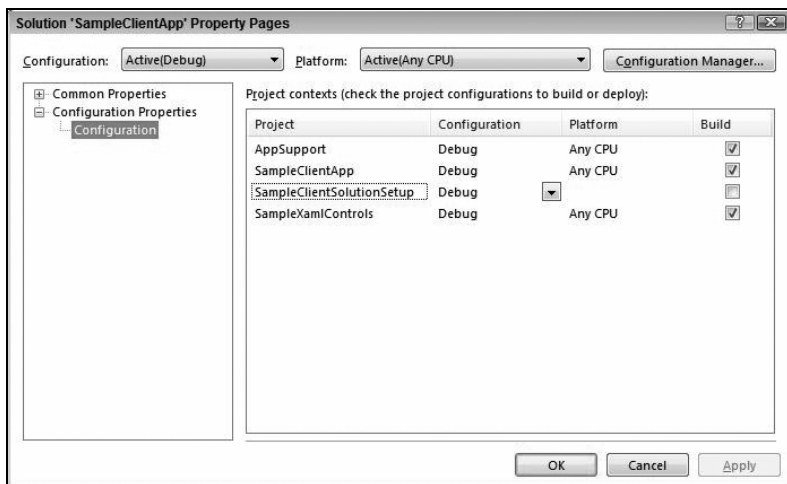 Solution 'SampleClientApp' Property Pages
Configuration: Active(Debug) Platform: Active(Any CPU) Configuration Manager...
Common Properties
Configuration Properties
Configuration
Project contexts (check the project configurations to build or deploy):
Project Configuration Platform Build
AppSupport Debug Any CPU
SampleClientApp Debug Any CPU
SampleClientSolutionSetup Debug
SampleXamlControls Debug Any CPU
OK Cancel Apply